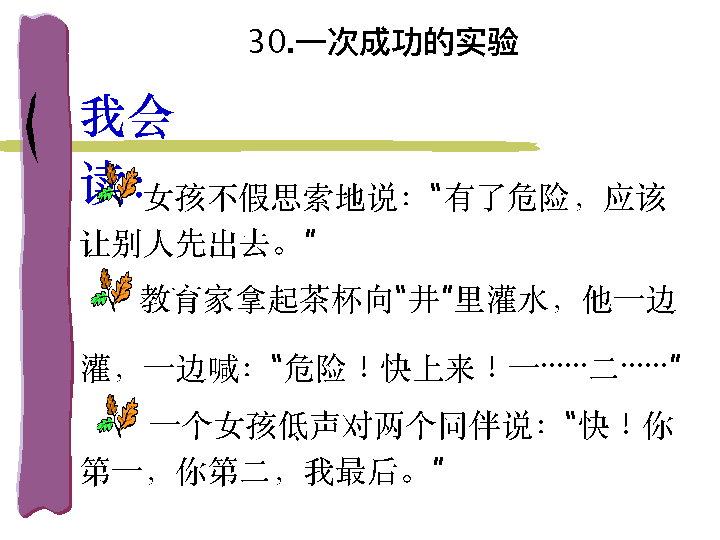 30.一次成功的实验
我会
读:
女孩不假思索地说：“有了危险，应该
让别人先出去。”
教育家拿起茶杯向“井”里灌水，他一边
灌，一边喊：“危险！快上来！一……二……”
一个女孩低声对两个同伴说：“快！你
第一，你第二，我最后。”